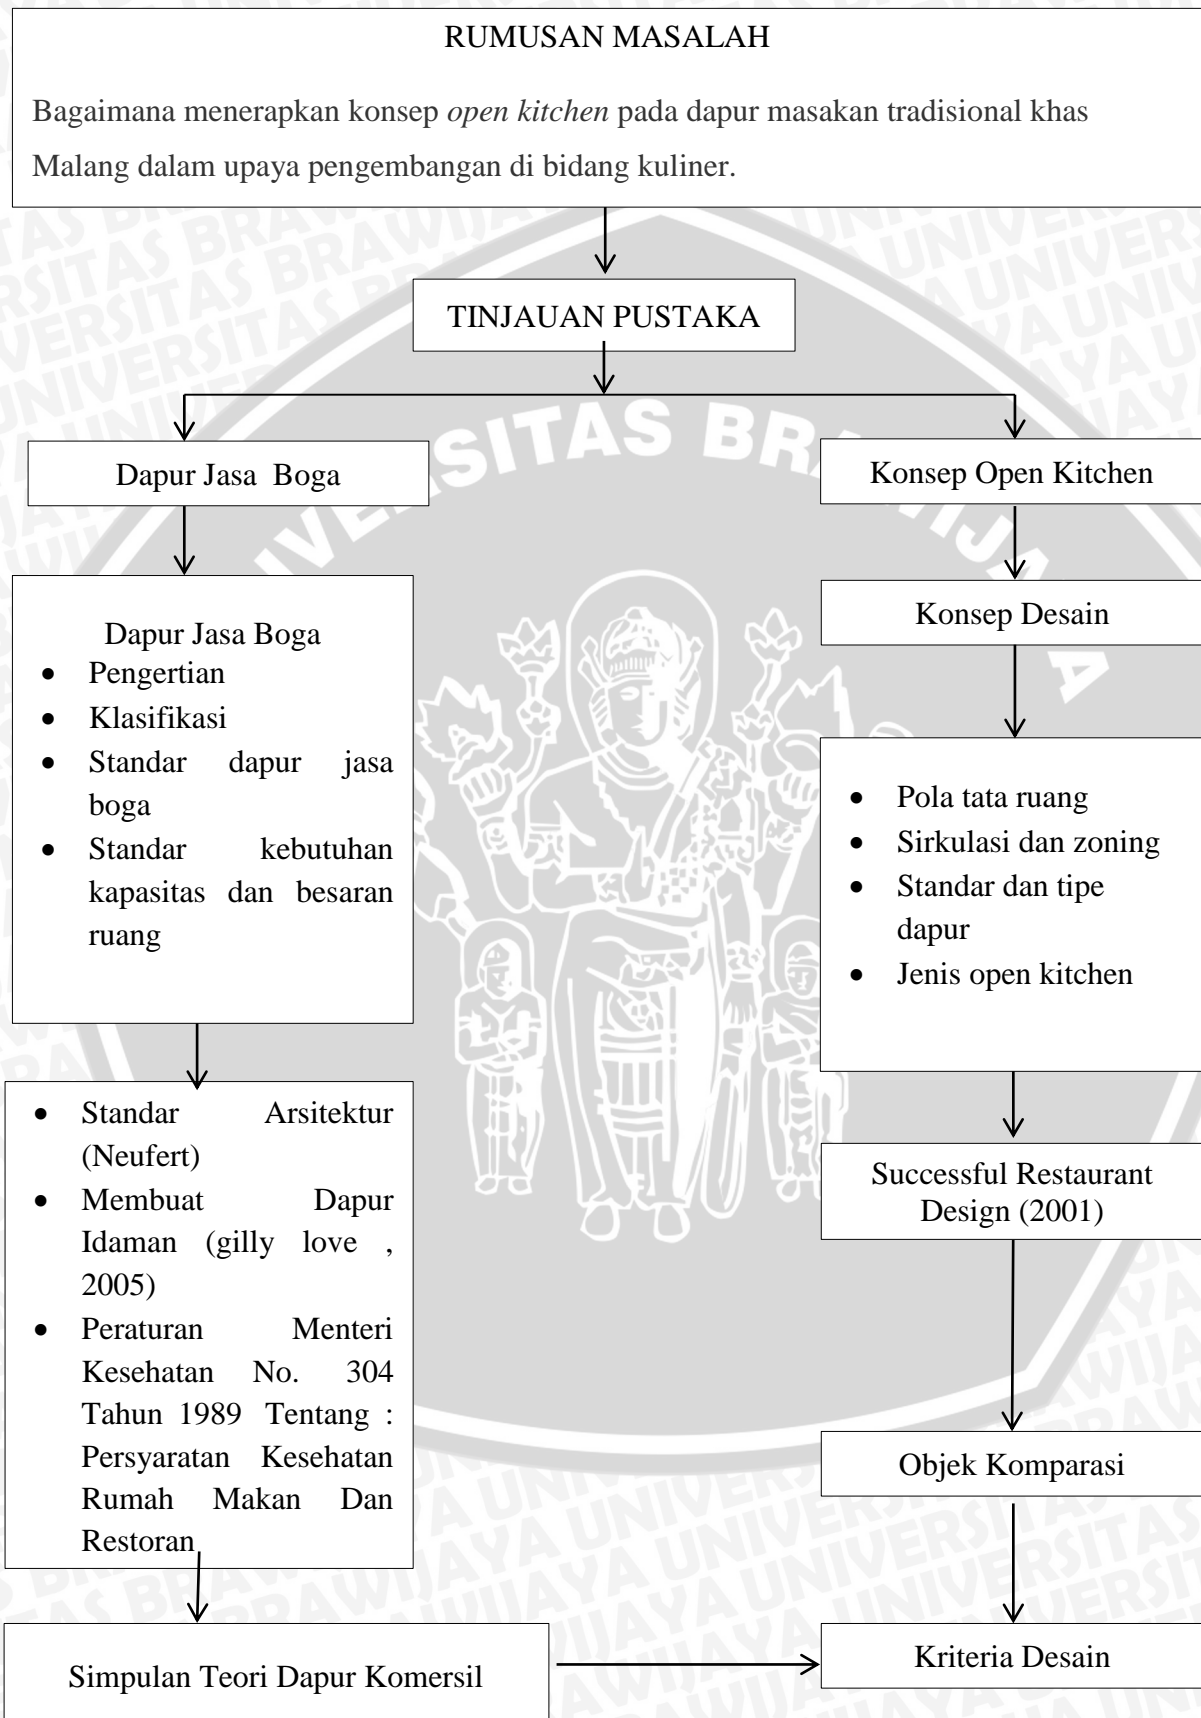 RUMUSAN MASALAH
Bagaimana menerapkan konsep open kitchen pada dapur masakan tradisional khas
Malang dalam upaya pengembangan di bidang kuliner.
TINJAUAN PUSTAKA
Dapur Jasa Boga
Konsep Open Kitchen
Dapur Jasa Boga
• Pengertian
• Klasifikasi
• Standar dapur jasa
boga
• Standar kebutuhan
kapasitas dan besaran
ruang
Konsep Desain
• Pola tata ruang
• Sirkulasi dan zoning
• Standar dan tipe
dapur
• Jenis open kitchen
• Standar Arsitektur
(Neufert)
• Membuat Dapur
Idaman (gilly love ,
2005)
• Peraturan Menteri
Kesehatan No. 304
Tahun 1989 Tentang :
Persyaratan Kesehatan
Rumah Makan Dan
Restoran
Successful Restaurant
Design (2001)
Objek Komparasi
Simpulan Teori Dapur Komersil
Kriteria Desain